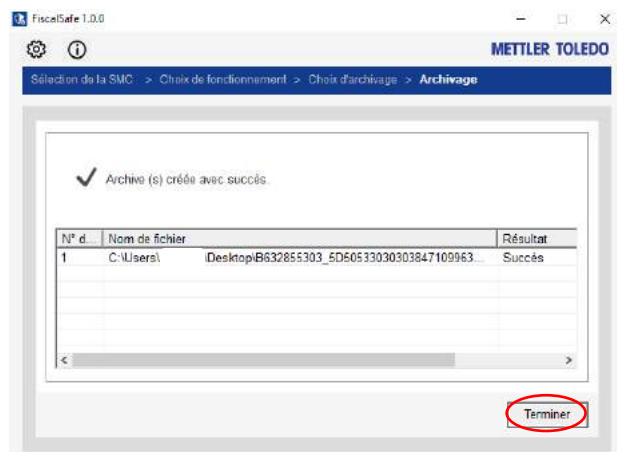 FiscalSafe 1.0.0
METTLER TOLEDO
Sélection de la SMC > Choix de fonctionnement > Choix d'archivage > Archivage
Archive (s) créée avec succès.
N° d... Nom de fichier Résultat
1 C:\Users\ \Desktop\B632855303_5D50533030303847109963... Succès
Terminer